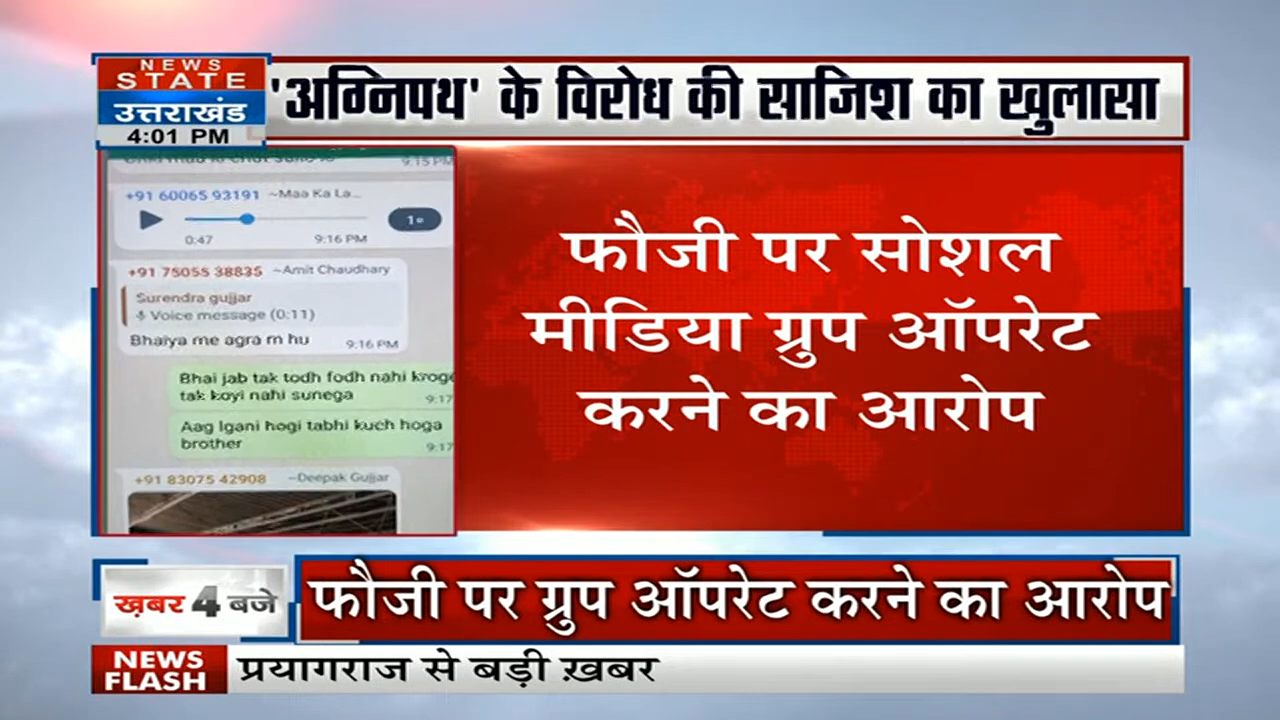 NEWS
STATE
उत्तराखंड
4:01 PM
'अग्निपथ' के विरोध की साजिश का खुलासा
9:15 PM
+91 60065 93191 ~Maa Ka La...
0:47 9:16 PM
+91 75055 38835 ~Amit Chaudhary
Surendra gujjar
Voice message (0:11)
Bhaiya me agra m hu 9:16 PM
Bhai jab tak todh fodh nahi kroge
tak koyi nahi sunega 9:17
Aag lgani hogi tabhi kuch hoga
brother 9:17
+91 83075 42908 ~Deepak Gujjar
फौजी पर सोशल
मीडिया ग्रुप ऑपरेट
करने का आरोप
ख़बर 4 बजे
फौजी पर ग्रुप ऑपरेट करने का आरोप
NEWS
FLASH
प्रयागराज से बड़ी ख़बर